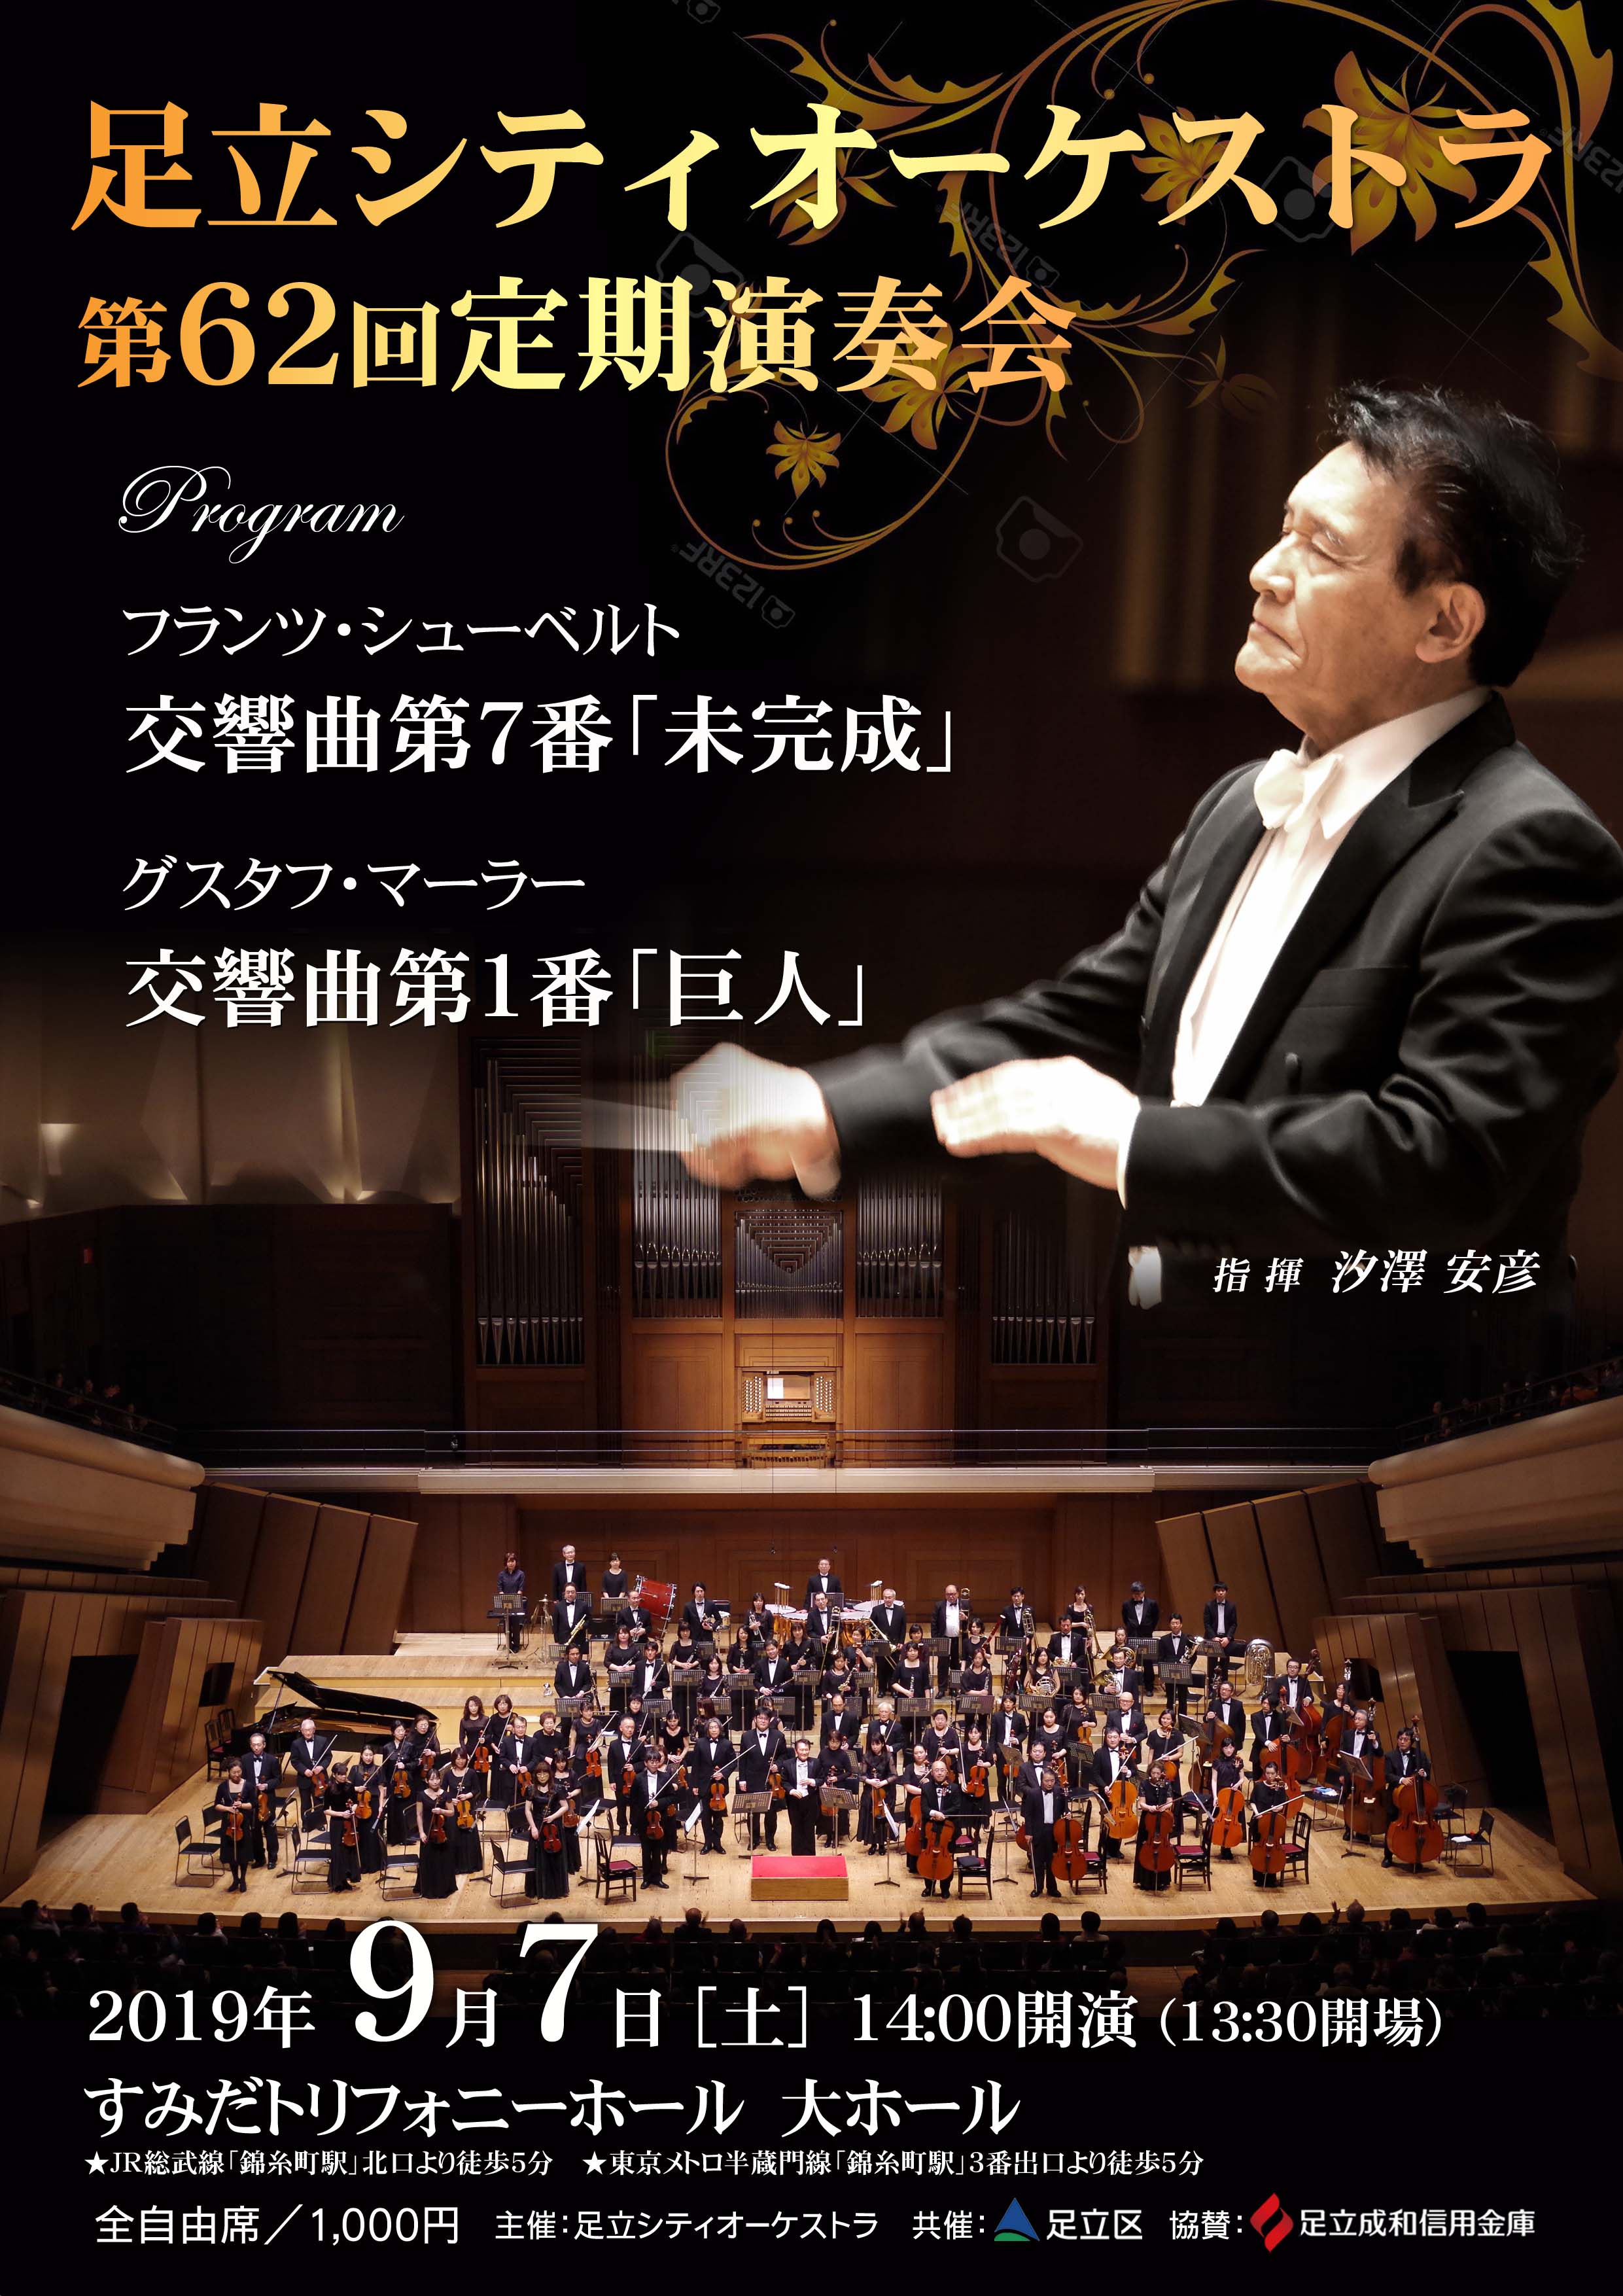 足立シティオーケストラ
第62回定期演奏会
Program
フランツ・シューベルト
交響曲第7番「未完成」
グスタフ・マーラー
交響曲第1番「巨人」
指揮 汐澤 安彦
2019年 9月7日［土］ 14:00開演（13:30開場）
すみだトリフォニーホール 大ホール
★JR総武線「錦糸町駅」北口より徒歩5分 ★東京メトロ半蔵門線「錦糸町駅」3番出口より徒歩5分
全自由席／1,000円 主催：足立シティオーケストラ 共催：足立区 協賛：足立成和信用金庫
123RF
123RF
123RF